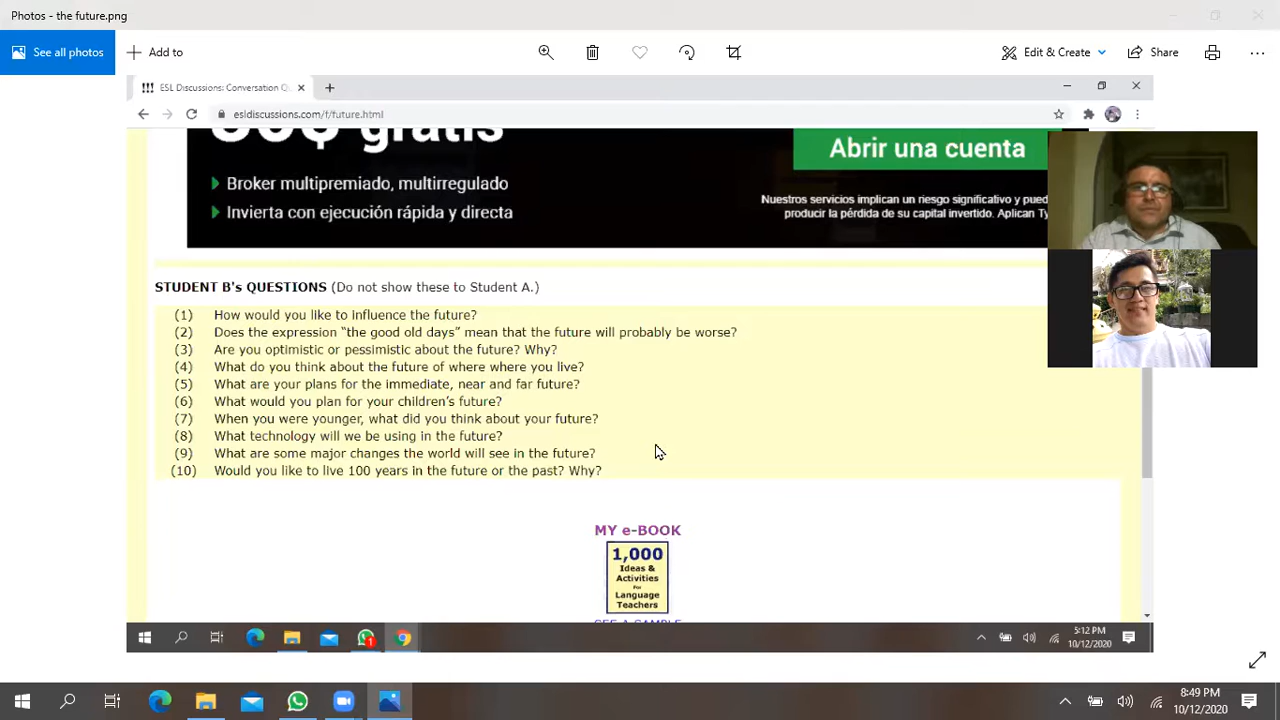 Photos - the future.png
See all photos
Add to
Edit & Create
Share
ESL Discussions: Conversation Q
esldiscussions.com/f/future.html
gratis
Abrir una cuenta
Broker multipremiado, multirregulado
Invierta con ejecución rápida y directa
Nuestros servicios implican un riesgo significativo y pued
producir la pérdida de su capital invertido. Aplican Ty
STUDENT B's QUESTIONS (Do not show these to Student A.)
(1) How would you like to influence the future?
(2) Does the expression “the good old days” mean that the future will probably be worse?
(3) Are you optimistic or pessimistic about the future? Why?
(4) What do you think about the future of where where you live?
(5) What are your plans for the immediate, near and far future?
(6) What would you plan for your children’s future?
(7) When you were younger, what did you think about your future?
(8) What technology will we be using in the future?
(9) What are some major changes the world will see in the future?
(10) Would you like to live 100 years in the future or the past? Why?
MY e-BOOK
1,000
Ideas &
Activities
For
Language
Teachers
SEE A SAMPLE
1
5:12 PM
10/12/2020
8:49 PM
10/12/2020